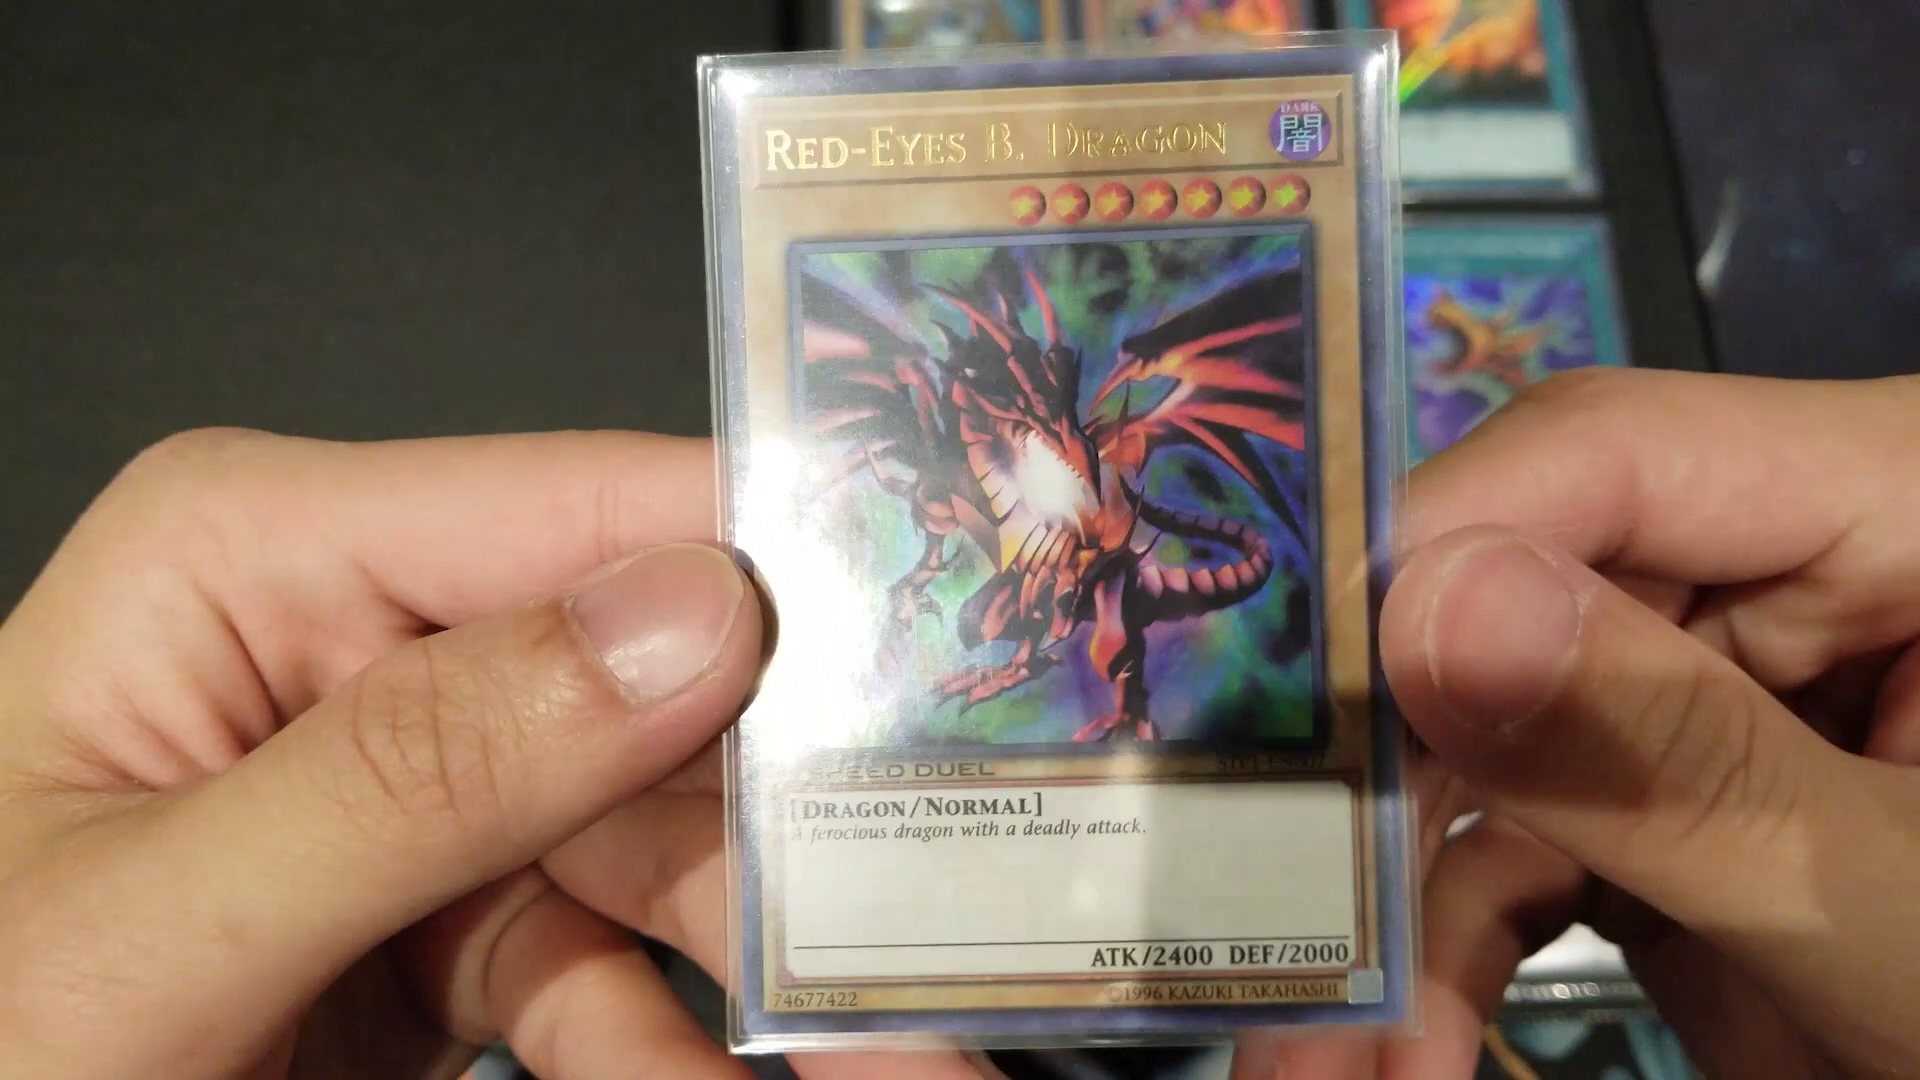 RED-EYES B. DRAGON
DARK
闇
SPEED DUEL
[DRAGON/NORMAL]
A ferocious dragon with a deadly attack.
ATK/2400 DEF/2000
74677422
©1996 KAZUKI TAKAHASHI